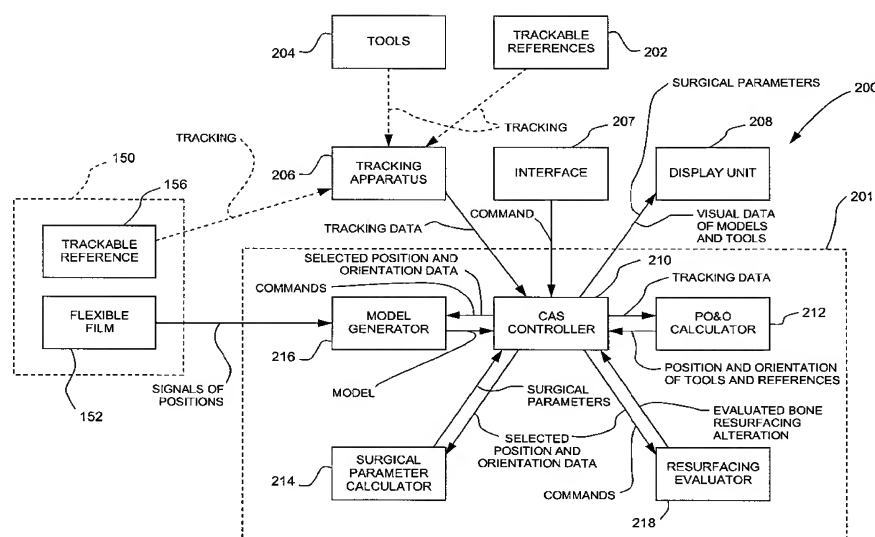 204
TOOLS
TRACKABLE
REFERENCES
202
SURGICAL PARAMETERS
200
TRACKING
207
208
TRACKING
150
206
TRACKING
APPARATUS
INTERFACE
DISPLAY UNIT
156
201
TRACKABLE
REFERENCE
TRACKING DATA
COMMAND
VISUAL DATA
OF MODELS
AND TOOLS
SELECTED POSITION AND
ORIENTATION DATA
210
TRACKING DATA
COMMANDS
FLEXIBLE
FILM
MODEL
GENERATOR
CAS
CONTROLLER
PO&O
CALCULATOR
212
216
152
SIGNALS OF
POSITIONS
MODEL
POSITION AND ORIENTATION
OF TOOLS AND REFERENCES
SURGICAL
PARAMETERS
EVALUATED BONE
RESURFACING
ALTERATION
SELECTED
POSITION AND
ORIENTATION DATA
214
SURGICAL
PARAMETER
CALCULATOR
COMMANDS
RESURFACING
EVALUATOR
218